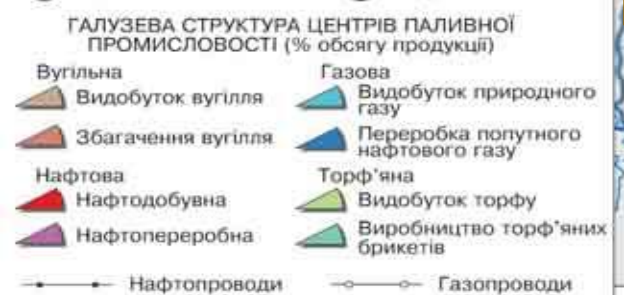 ГАЛУЗЕВА СТРУКТУРА ЦЕНТРІВ ПАЛИВНОЇ
ПРОМИСЛОВОСТІ (% обсягу продукції)
Вугільна
Видобуток вугілля
Збагачення вугілля
Нафтова
Нафтодобувна
Нафтопереробна
Газова
Видобуток природного
газу
Переробка попутного
нафтового газу
Торф'яна
Видобуток торфу
Виробництво торф'яних
брикетів
Нафтопроводи
Газопроводи